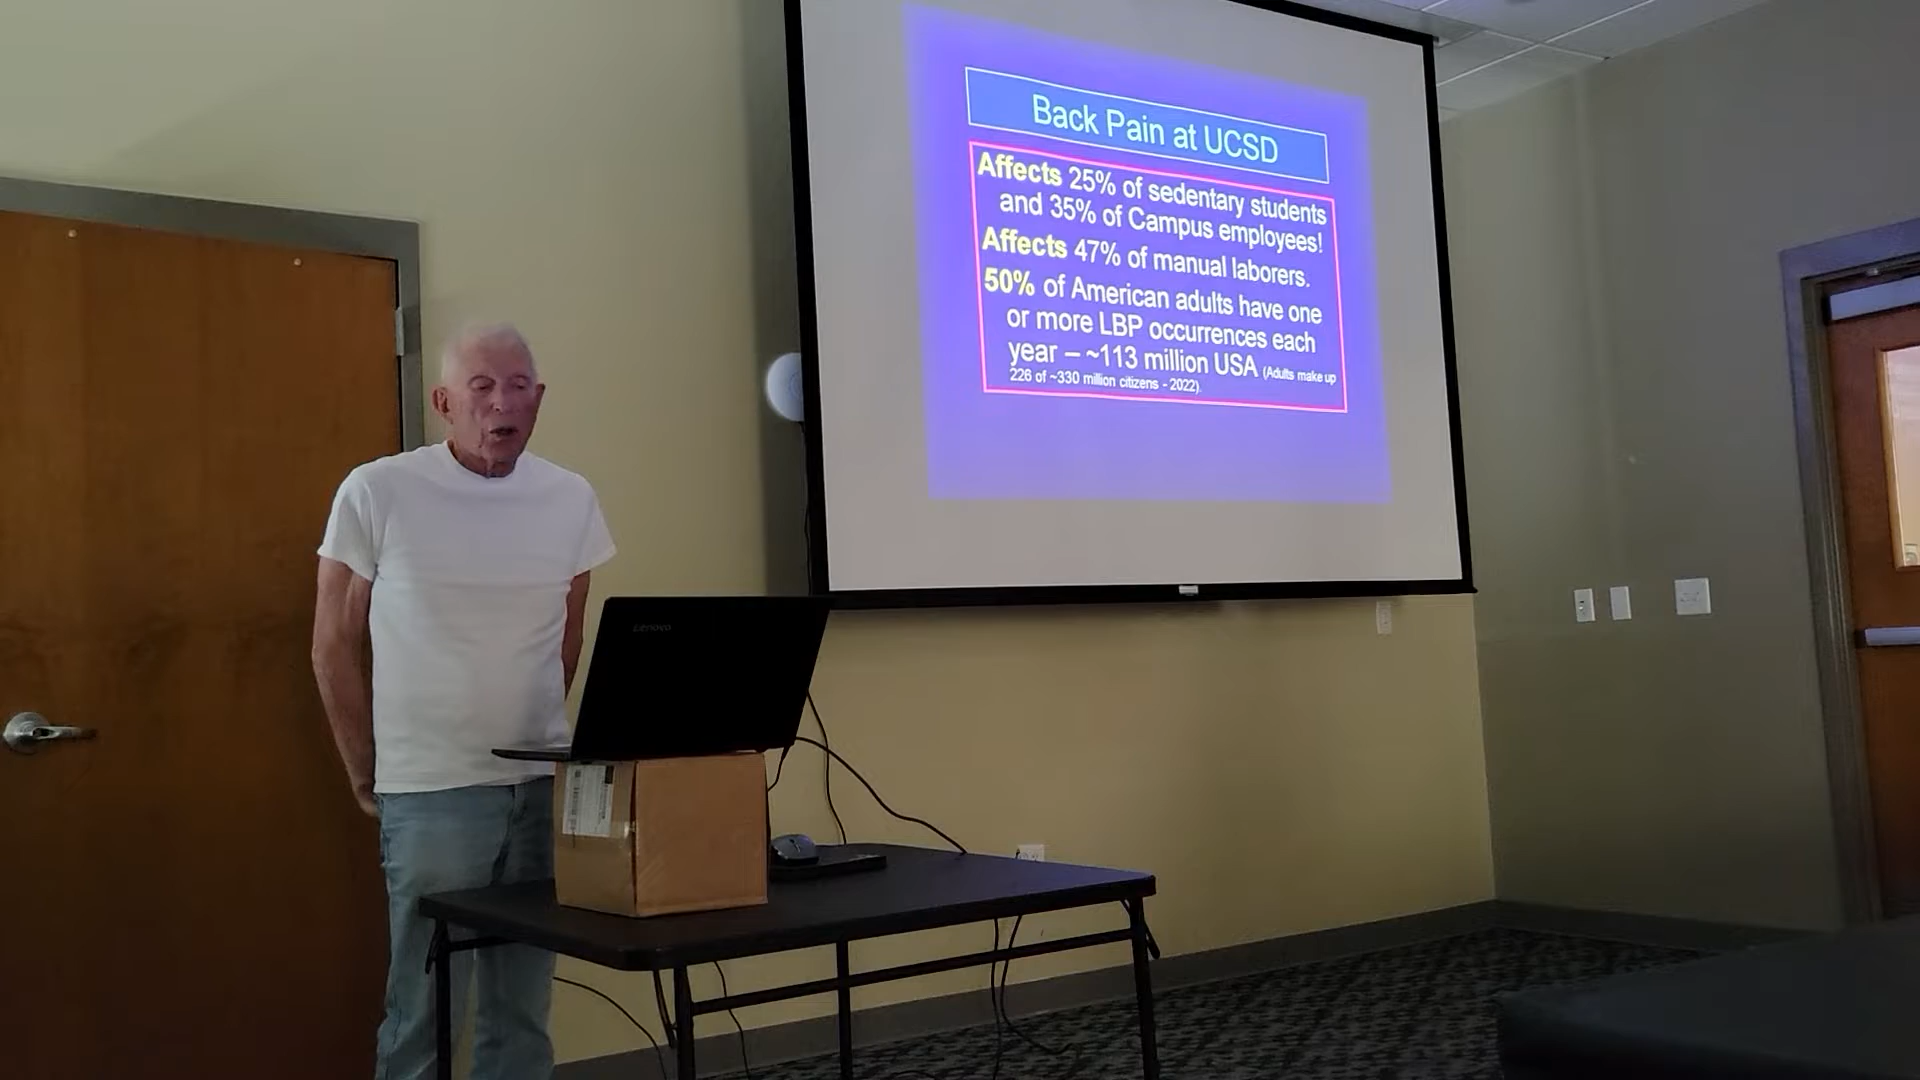 Back Pain at UCSD
Affects 25% of sedentary students
and 35% of Campus employees!
Affects 47% of manual laborers.
50% of American adults have one
or more LBP occurrences each
year – ~113 million USA (Adults make up
226 of ~330 million citizens - 2022).
Lenovo